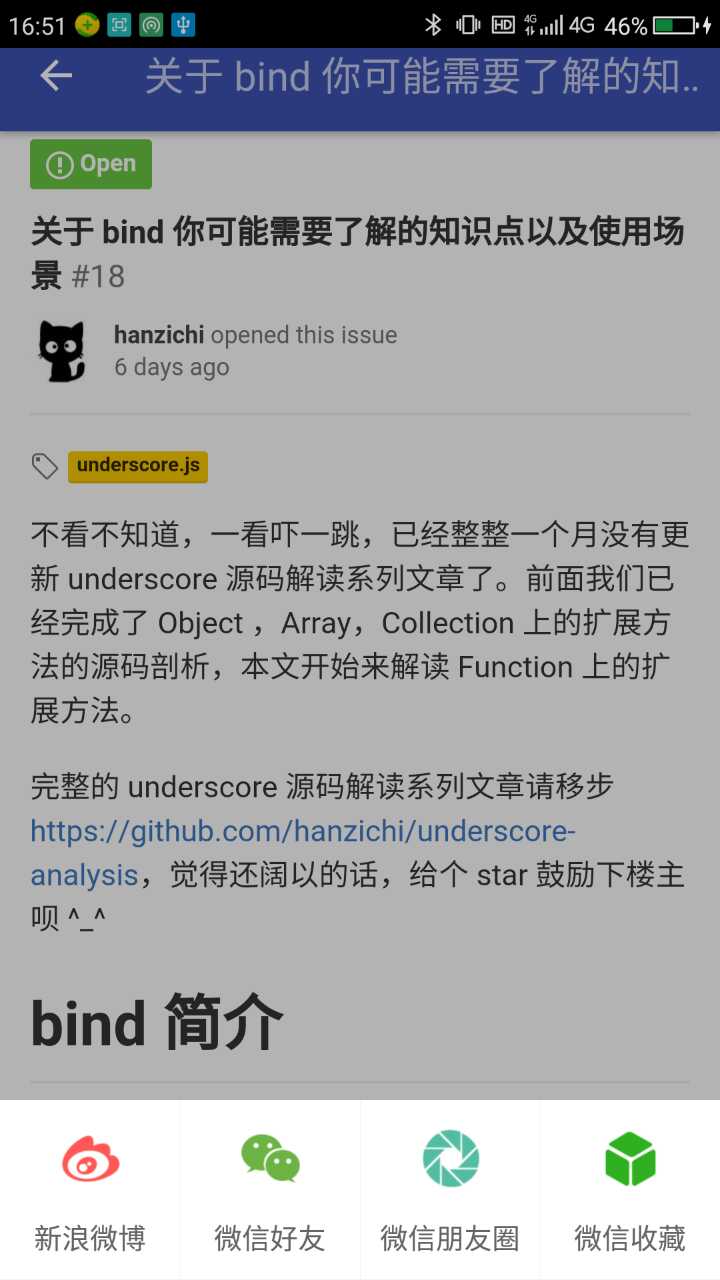 16:51 HD 4G 4G 46%
关于 bind 你可能需要了解的知..
Open
关于 bind 你可能需要了解的知识点以及使用场
景 #18
hanzichi opened this issue
6 days ago
underscore.js
不看不知道，一看吓一跳，已经整整一个月没有更
新 underscore 源码解读系列文章了。前面我们已
经完成了 Object ，Array，Collection 上的扩展方
法的源码剖析，本文开始来解读 Function 上的扩
展方法。
完整的 underscore 源码解读系列文章请移步
https://github.com/hanzichi/underscore-
analysis，觉得还阔以的话，给个 star 鼓励下楼主
呗 ^_^
bind 简介
新浪微博 微信好友 微信朋友圈 微信收藏